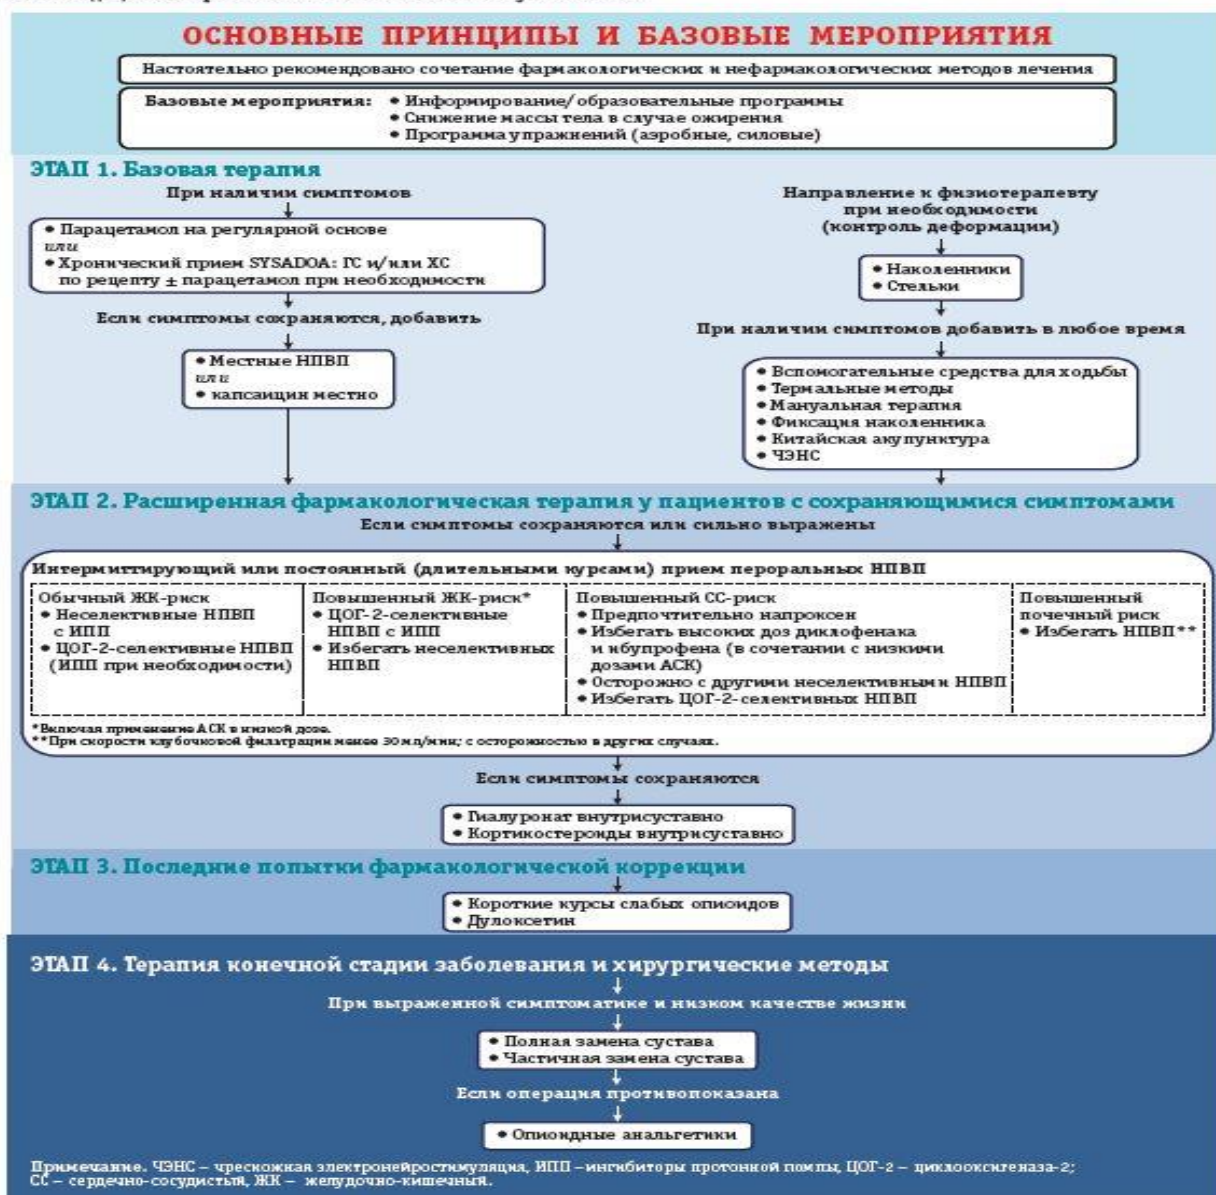 ОСНОВНЫЕ ПРИНЦИПЫ И БАЗОВЫЕ МЕРОПРИЯТИЯ
Настоятельно рекомендовано сочетание фармакологических и нефармакологических методов лечения
Базовые мероприятия: • Информирование/образовательные программы
• Снижение массы тела в случае ожирения
• Программа упражнений (аэробные, силовые)
ЭТАП 1. Базовая терапия
При наличии симптомов
• Парацетамол на регулярной основе
или
• Хронический прием SYSADOA: ГС и/или ХС
по рецепту ± парацетамол при необходимости
Если симптомы сохраняются, добавить
• Местные НПВП
или
• капсаицин местно
Направление к физиотерапевту
при необходимости
(контроль деформации)
• Наколенники
• Стельки
При наличии симптомов добавить в любое время
• Вспомогательные средства для ходьбы
• Термальные методы
• Мануальная терапия
• Фиксация наколенника
• Китайская акупунктура
• ЧЭНС
ЭТАП 2. Расширенная фармакологическая терапия у пациентов с сохраняющимися симптомами
Если симптомы сохраняются или сильно выражены
Интермиттирующий или постоянный (длительными курсами) прием пероральных НПВП
Обычный ЖК-риск
• Неселективные НПВП
с ИПП
• ЦОГ-2-селективные НПВП
(ИПП при необходимости)
Повышенный ЖК-риск*
• ЦОГ-2-селективные
НПВП с ИПП
• Избегать неселективных
НПВП
Повышенный СС-риск
• Предпочтительно напроксен
• Избегать высоких доз диклофенака
и ибупрофена (в сочетании с низкими
дозами АСК)
• Осторожно с другими неселективными НПВП
• Избегать ЦОГ-2-селективных НПВП
Повышенный
почечный риск
• Избегать НПВП**
*Включая применение АСК в низкой дозе.
**При скорости клубочковой фильтрации менее 30 мл/мин; с осторожностью в других случаях.
Если симптомы сохраняются
• Гиалуронат внутрисуставно
• Кортикостероиды внутрисуставно
ЭТАП 3. Последние попытки фармакологической коррекции
• Короткие курсы слабых опиоидов
• Дулоксетин
ЭТАП 4. Терапия конечной стадии заболевания и хирургические методы
При выраженной симптоматике и низком качестве жизни
• Полная замена сустава
• Частичная замена сустава
Если операция противопоказана
• Опиоидные анальгетики
Примечание. ЧЭНС – чрескожная электронейростимуляция, ИПП –ингибиторы протонной помпы, ЦОГ-2 – циклооксигеназа-2;
СС – сердечно-сосудистый, ЖК – желудочно-кишечный.